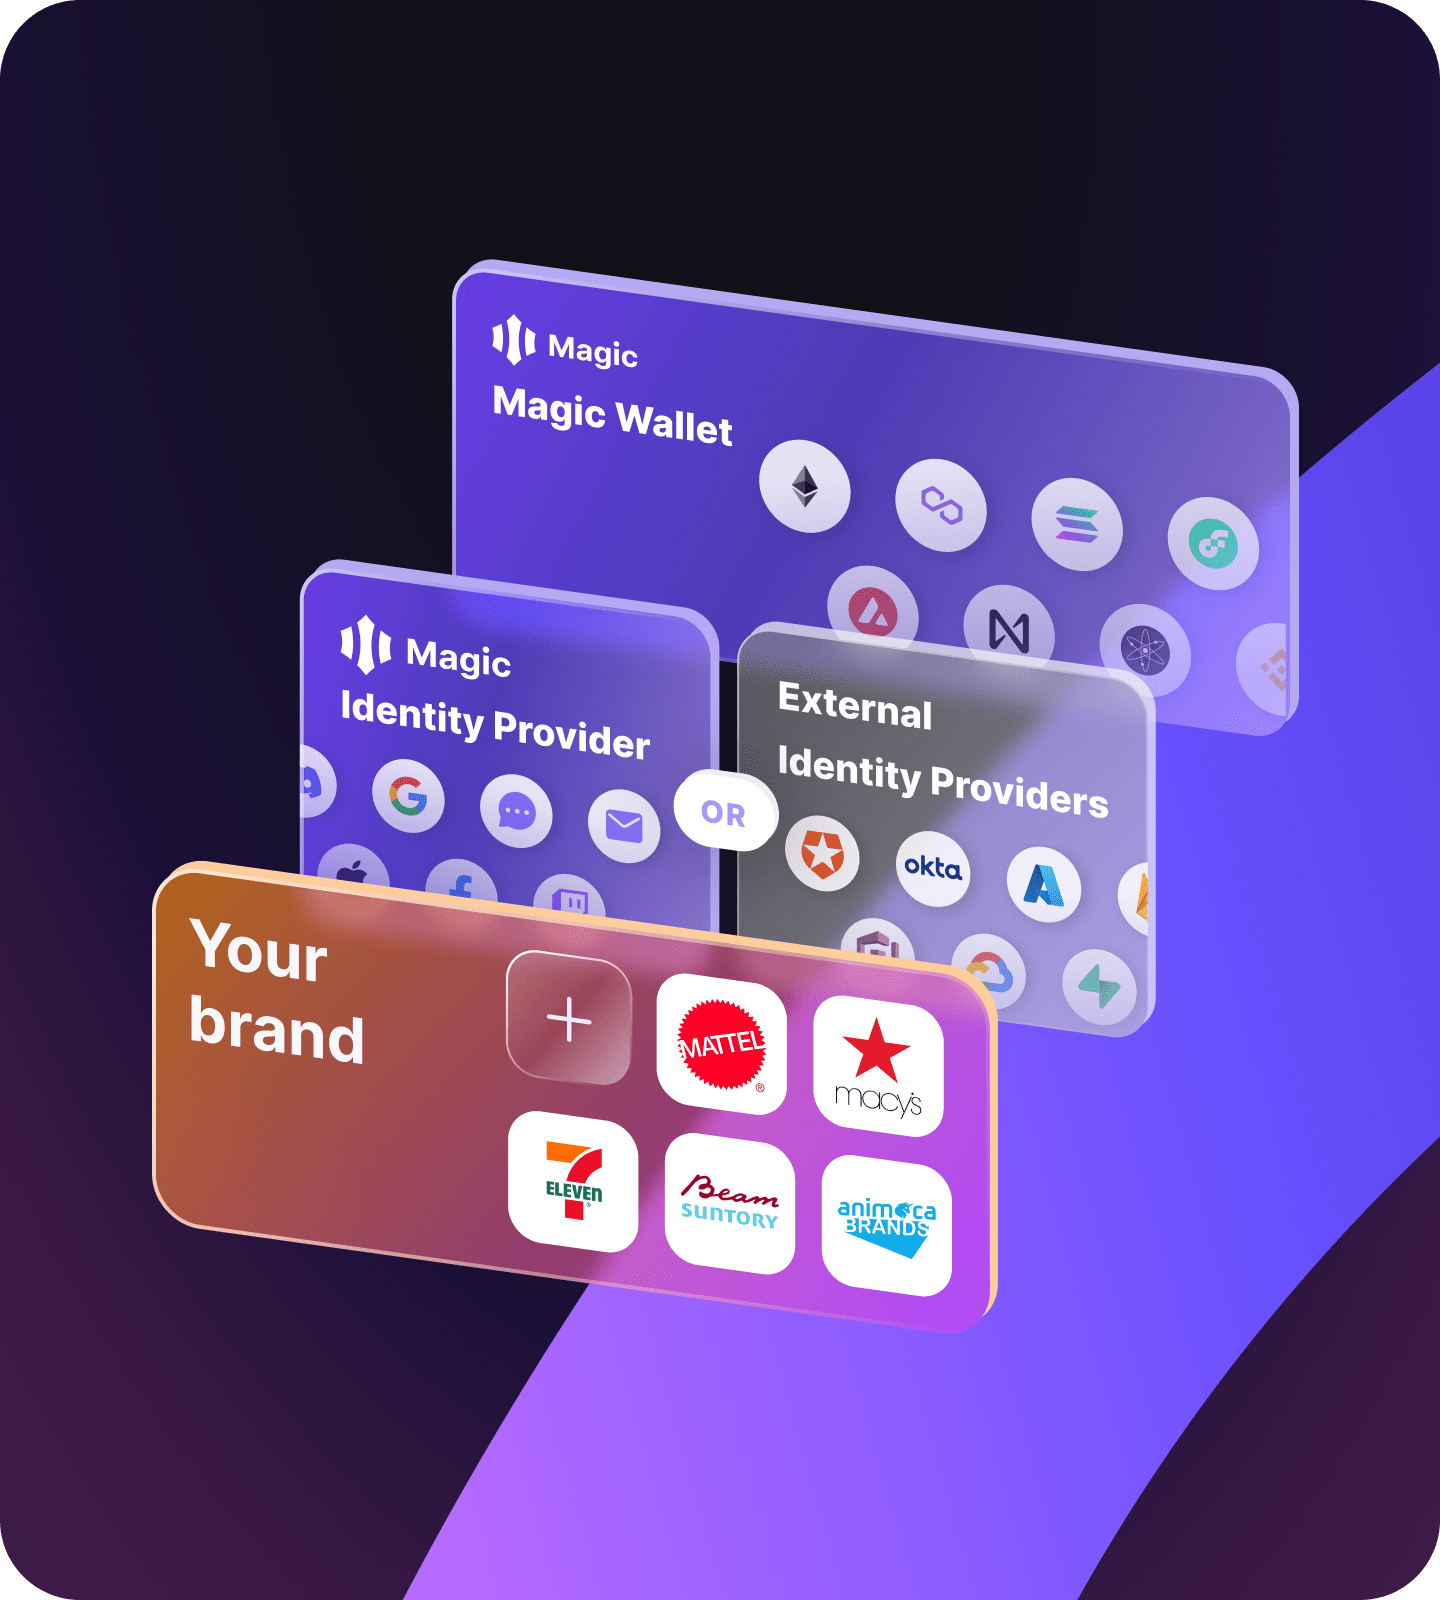 Magic
Magic Wallet
Magic
Identity Provider
External
Identity Providers
OR
okta
Your
brand
MATTEL
®
macy's
ELEVEN
®
Beam
SUNTORY
animoca
BRANDS